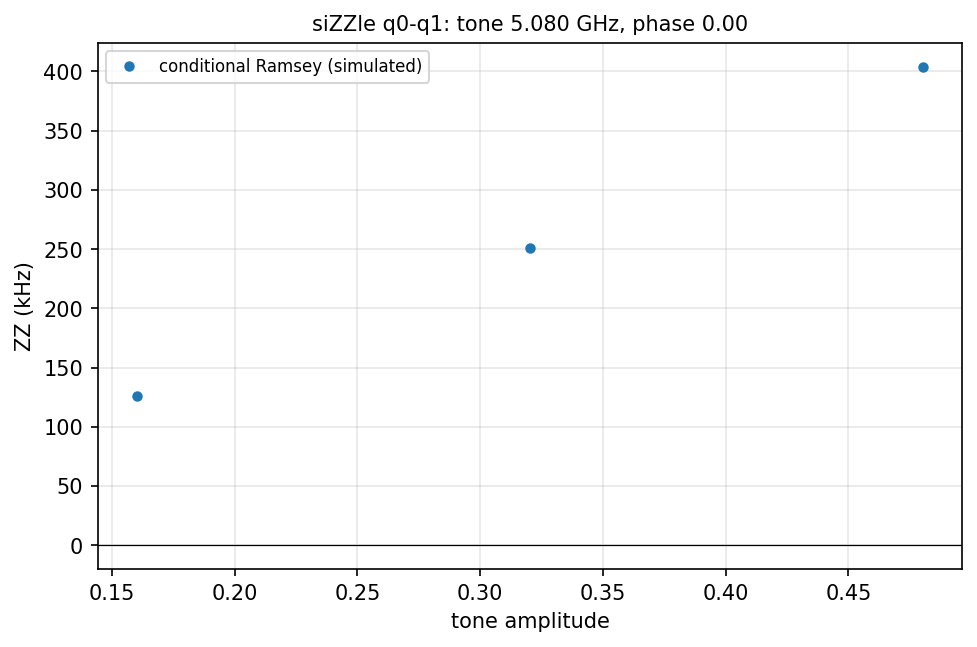 siZZle q0-q1: tone 5.080 GHz, phase 0.00
conditional Ramsey (simulated)
ZZ (kHz)
400
350
300
250
200
150
100
50
0
0.15 0.20 0.25 0.30 0.35 0.40 0.45
tone amplitude